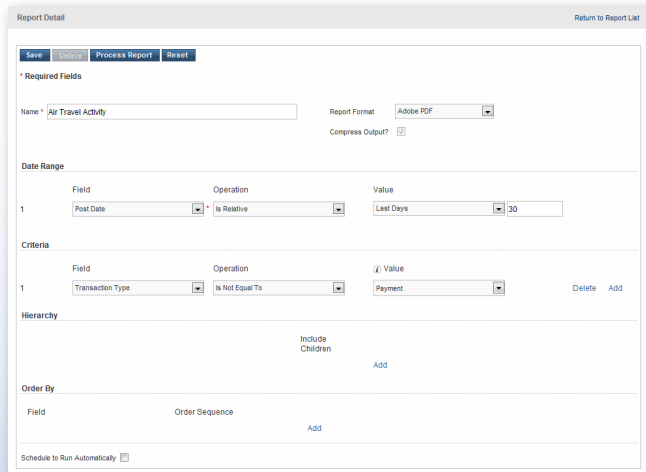 Report Detail Return to Report List
Save Delete Process Report Reset
* Required Fields
Name * Air Travel Activity Report Format Adobe PDF
Compress Output?
Date Range
Field Operation Value
1 Post Date * Is Relative Last Days 30
Criteria
Field Operation i Value
1 Transaction Type Is Not Equal To Payment Delete Add
Hierarchy
Include
Children
Add
Order By
Field Order Sequence
Add
Schedule to Run Automatically